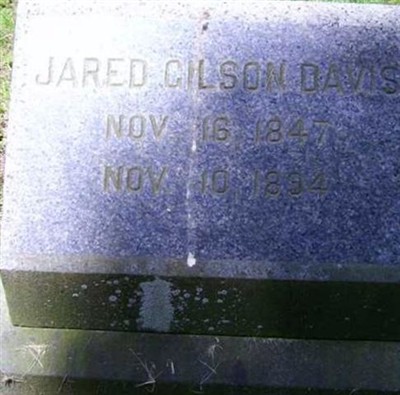 JARED GILSON DAVIS
NOV. 16, 1847
NOV. 10, 1894